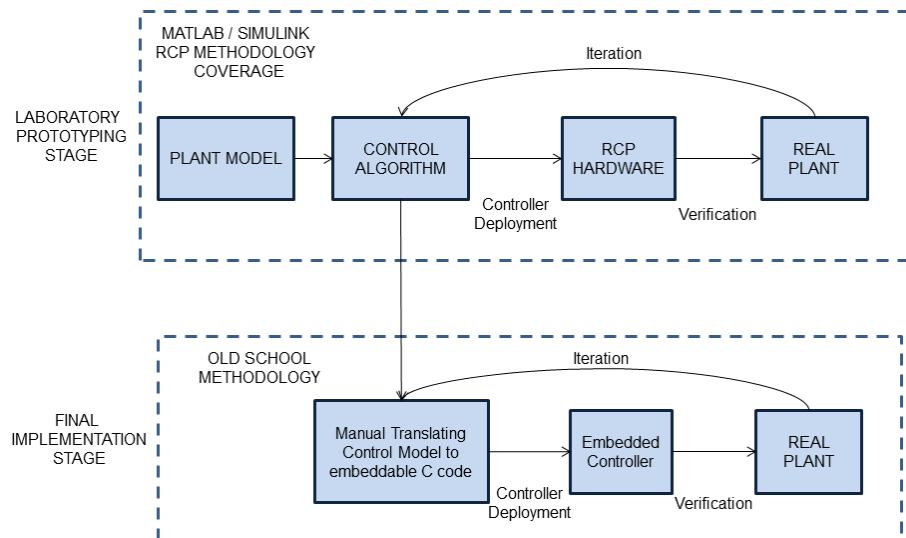 MATLAB / SIMULINK
RCP METHODOLOGY
COVERAGE
Iteration
LABORATORY
PROTOTYPING
STAGE
PLANT MODEL
CONTROL
ALGORITHM
RCP
HARDWARE
REAL
PLANT
Controller
Deployment
Verification
OLD SCHOOL
METHODOLOGY
Iteration
FINAL
IMPLEMENTATION
STAGE
Manual Translating
Control Model to
embeddable C code
Embedded
Controller
REAL
PLANT
Controller
Deployment
Verification